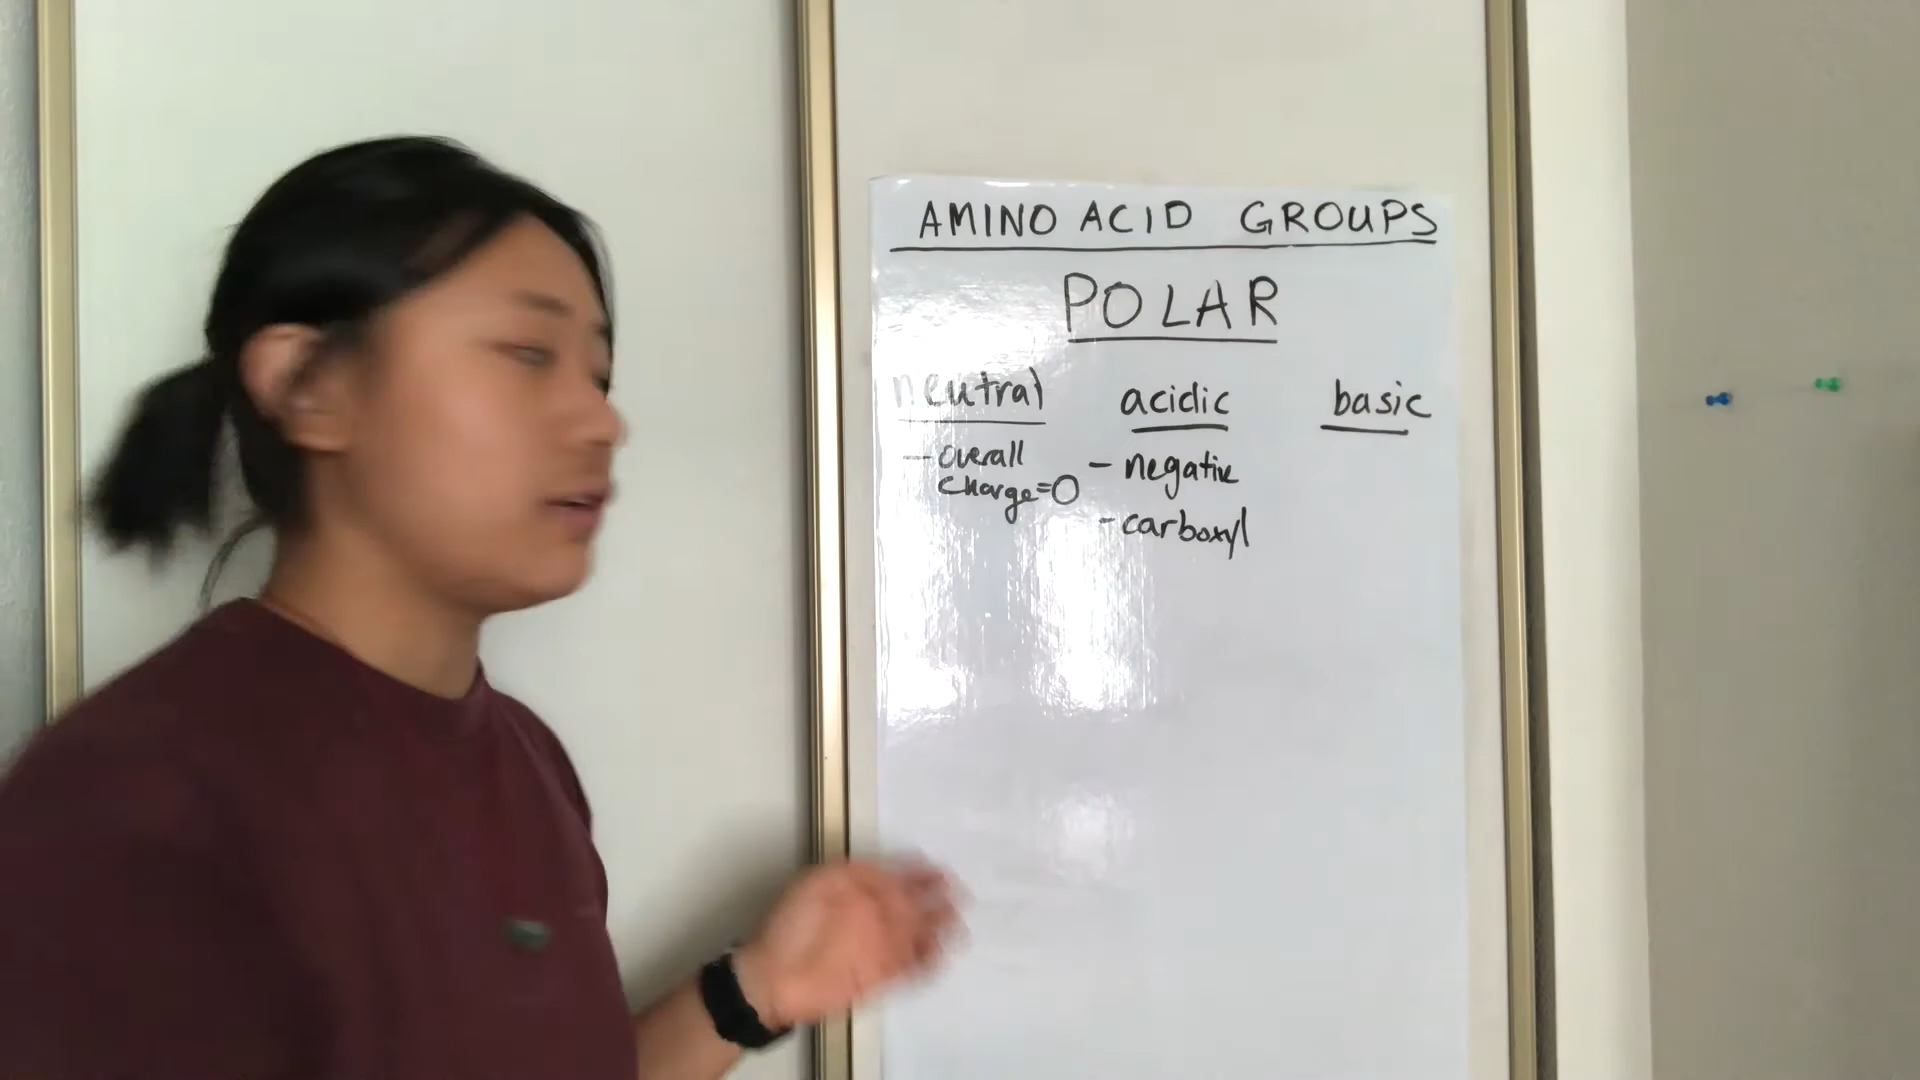 AMINO ACID GROUPS
POLAR
neutral
- overall
charge=0
acidic
- negative
- carboxyl
basic